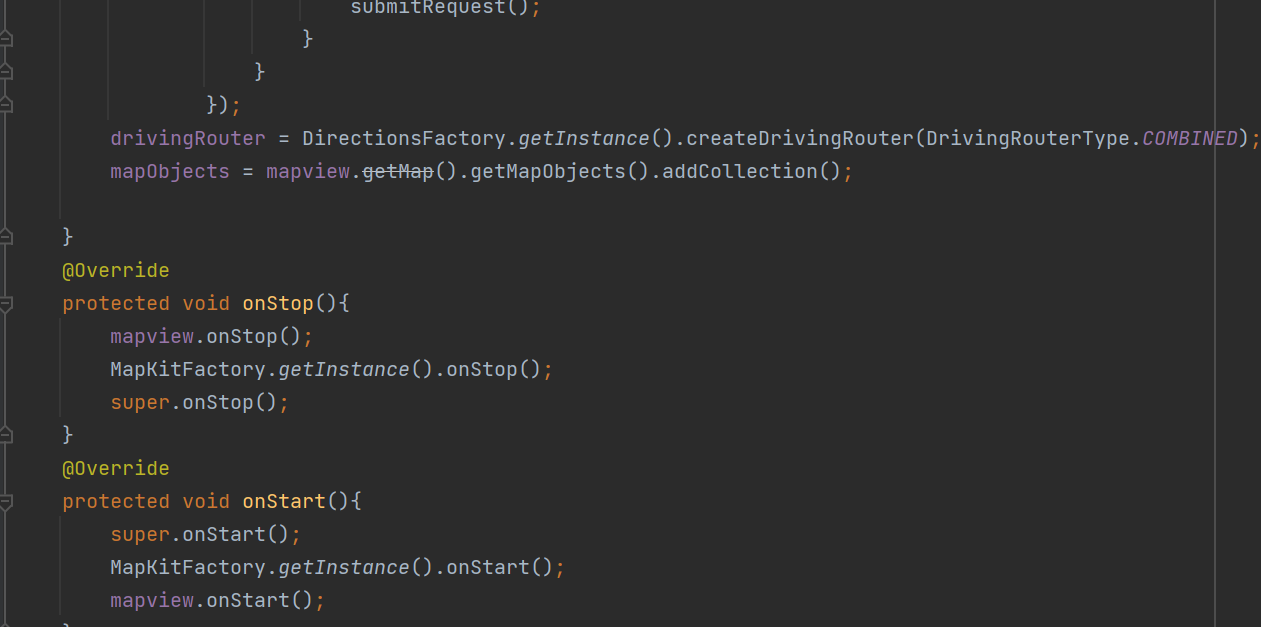 submitRequest();
}
}
});
drivingRouter = DirectionsFactory.getInstance().createDrivingRouter(DrivingRouterType.COMBINED);
mapObjects = mapview.getMap().getMapObjects().addCollection();
}
@Override
protected void onStop(){
mapview.onStop();
MapKitFactory.getInstance().onStop();
super.onStop();
}
@Override
protected void onStart(){
super.onStart();
MapKitFactory.getInstance().onStart();
mapview.onStart();
}